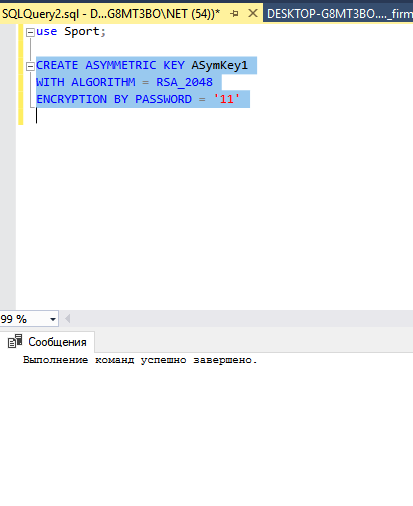 SQLQuery2.sql - D...G8MT3BO\NET (54))*
DESKTOP-G8MT3BO...._firm
use Sport;
CREATE ASYMMETRIC KEY ASymKey1
WITH ALGORITHM = RSA_2048
ENCRYPTION BY PASSWORD = '11'
99 %
Сообщения
Выполнение команд успешно завершено.